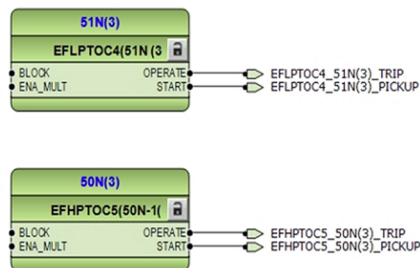 51N(3)
EFLPTOC4(51N (3
BLOCK OPERATE EFLPTOC4_51N(3)_TRIP
ENA_MULT START EFLPTOC4_51N(3)_PICKUP
50N(3)
EFHPTOC5(50N-1(
BLOCK OPERATE EFHPTOC5_50N(3)_TRIP
ENA_MULT START EFHPTOC5_50N(3)_PICKUP